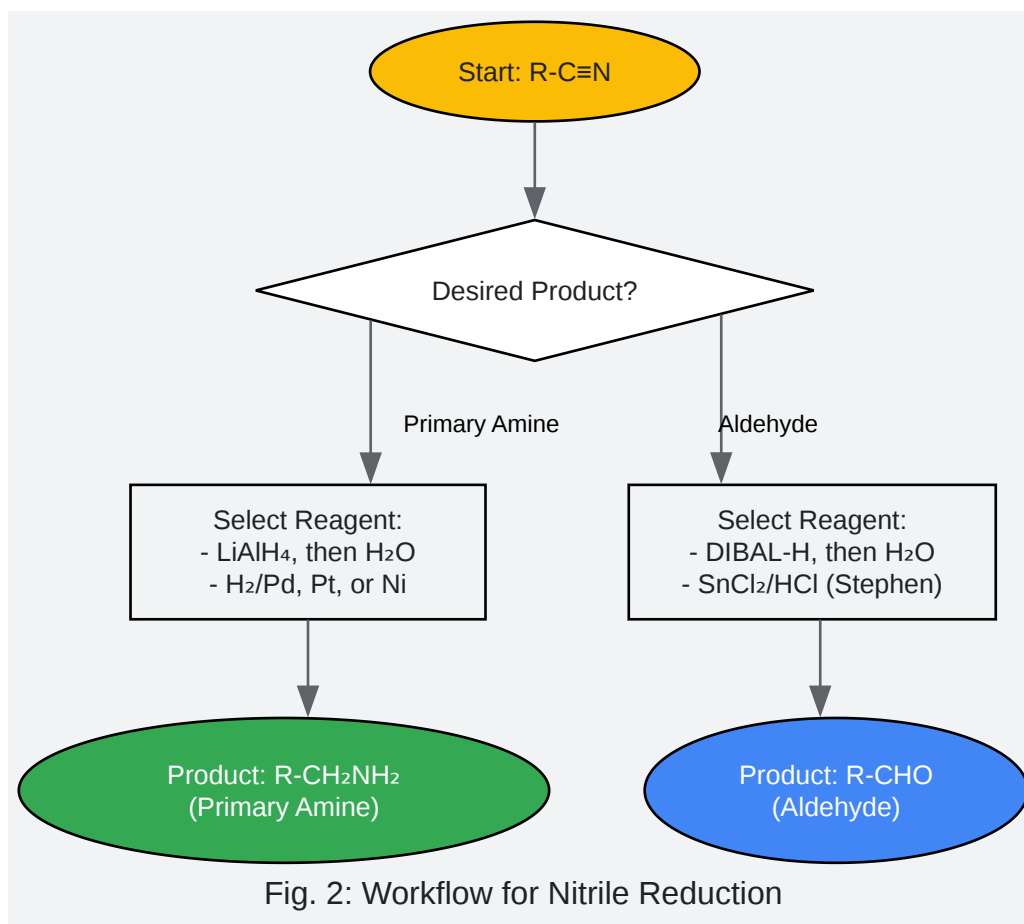 Start: R-C≡N
Desired Product?
Primary Amine
Aldehyde
Select Reagent:
- LiAlH₄, then H₂O
- H₂/Pd, Pt, or Ni
Select Reagent:
- DIBAL-H, then H₂O
- SnCl₂/HCl (Stephen)
Product: R-CH₂NH₂
(Primary Amine)
Product: R-CHO
(Aldehyde)
Fig. 2: Workflow for Nitrile Reduction